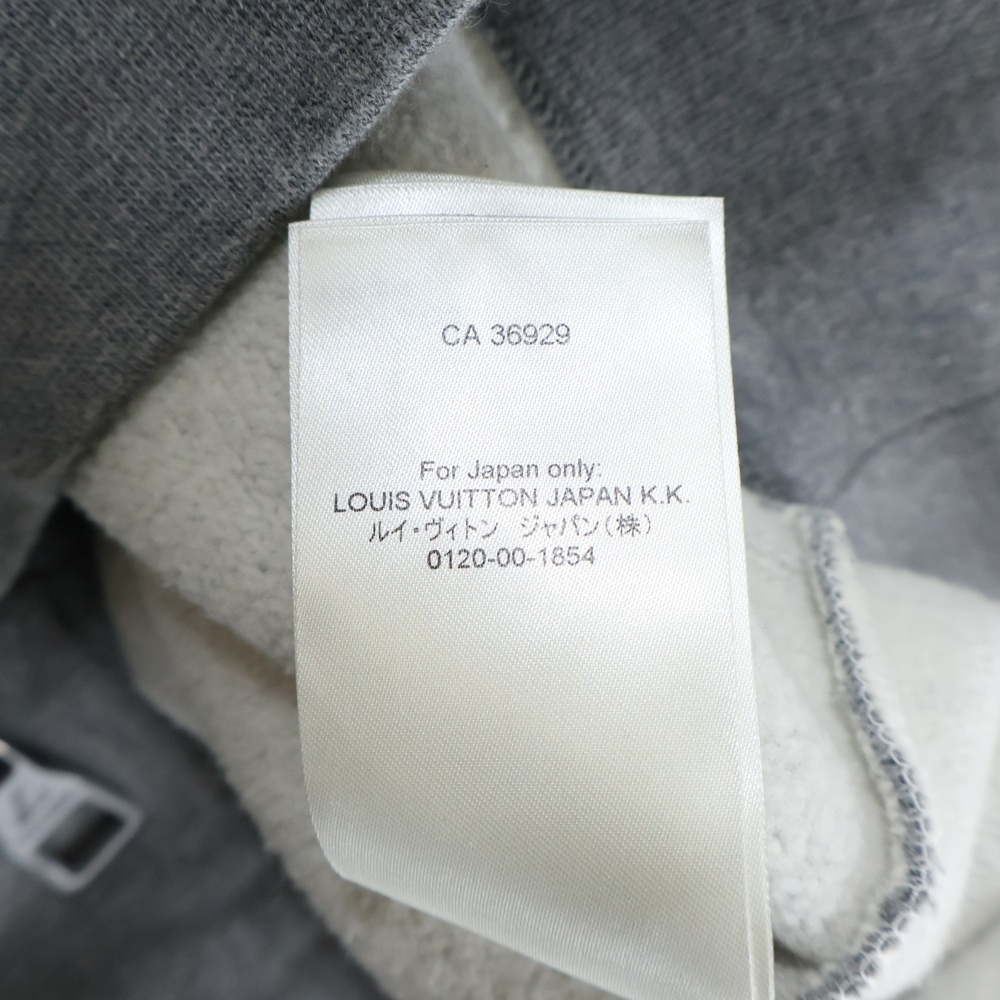 CA 36929
For Japan only:
LOUIS VUITTON JAPAN K.K.
ルイ・ヴィトン　ジャパン(株)
0120-00-1854